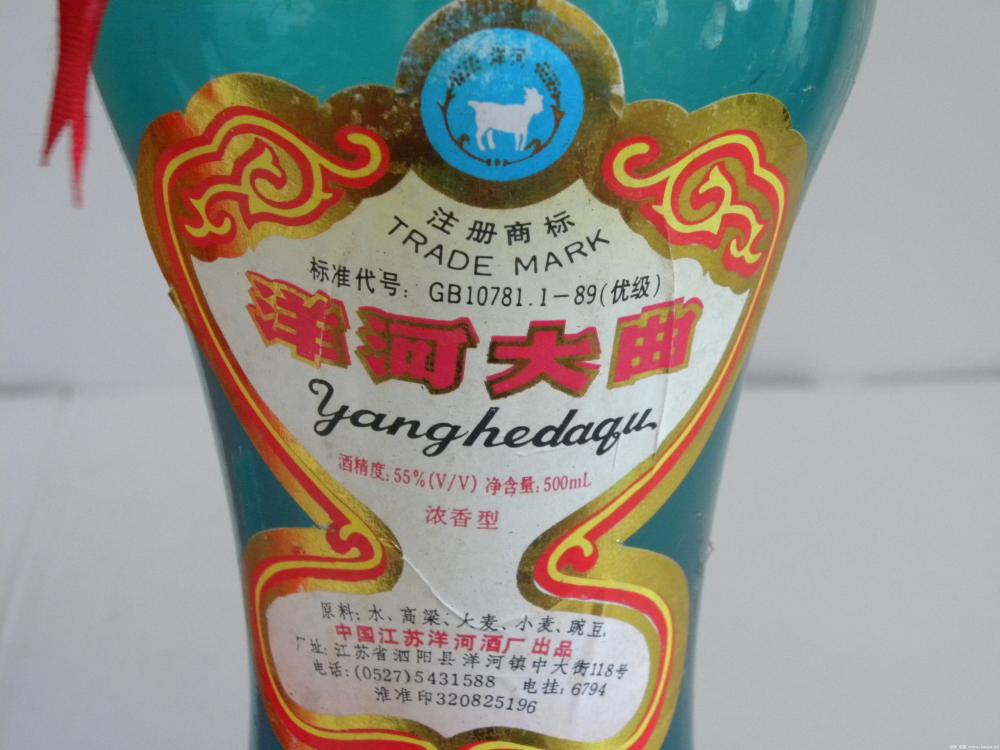 洋河
注册商标
TRADE MARK
标准代号: GB10781.1-89(优级)
洋河大曲
Yanghedaqu
酒精度:55%(V/V) 净含量:500mL
浓香型
原料:水、高粱、大麦、小麦、豌豆
中国江苏洋河酒厂出品
厂址:江苏省泗阳县洋河镇中大街118号
电话:(0527)5431588 电挂:6794
淮准印320825196